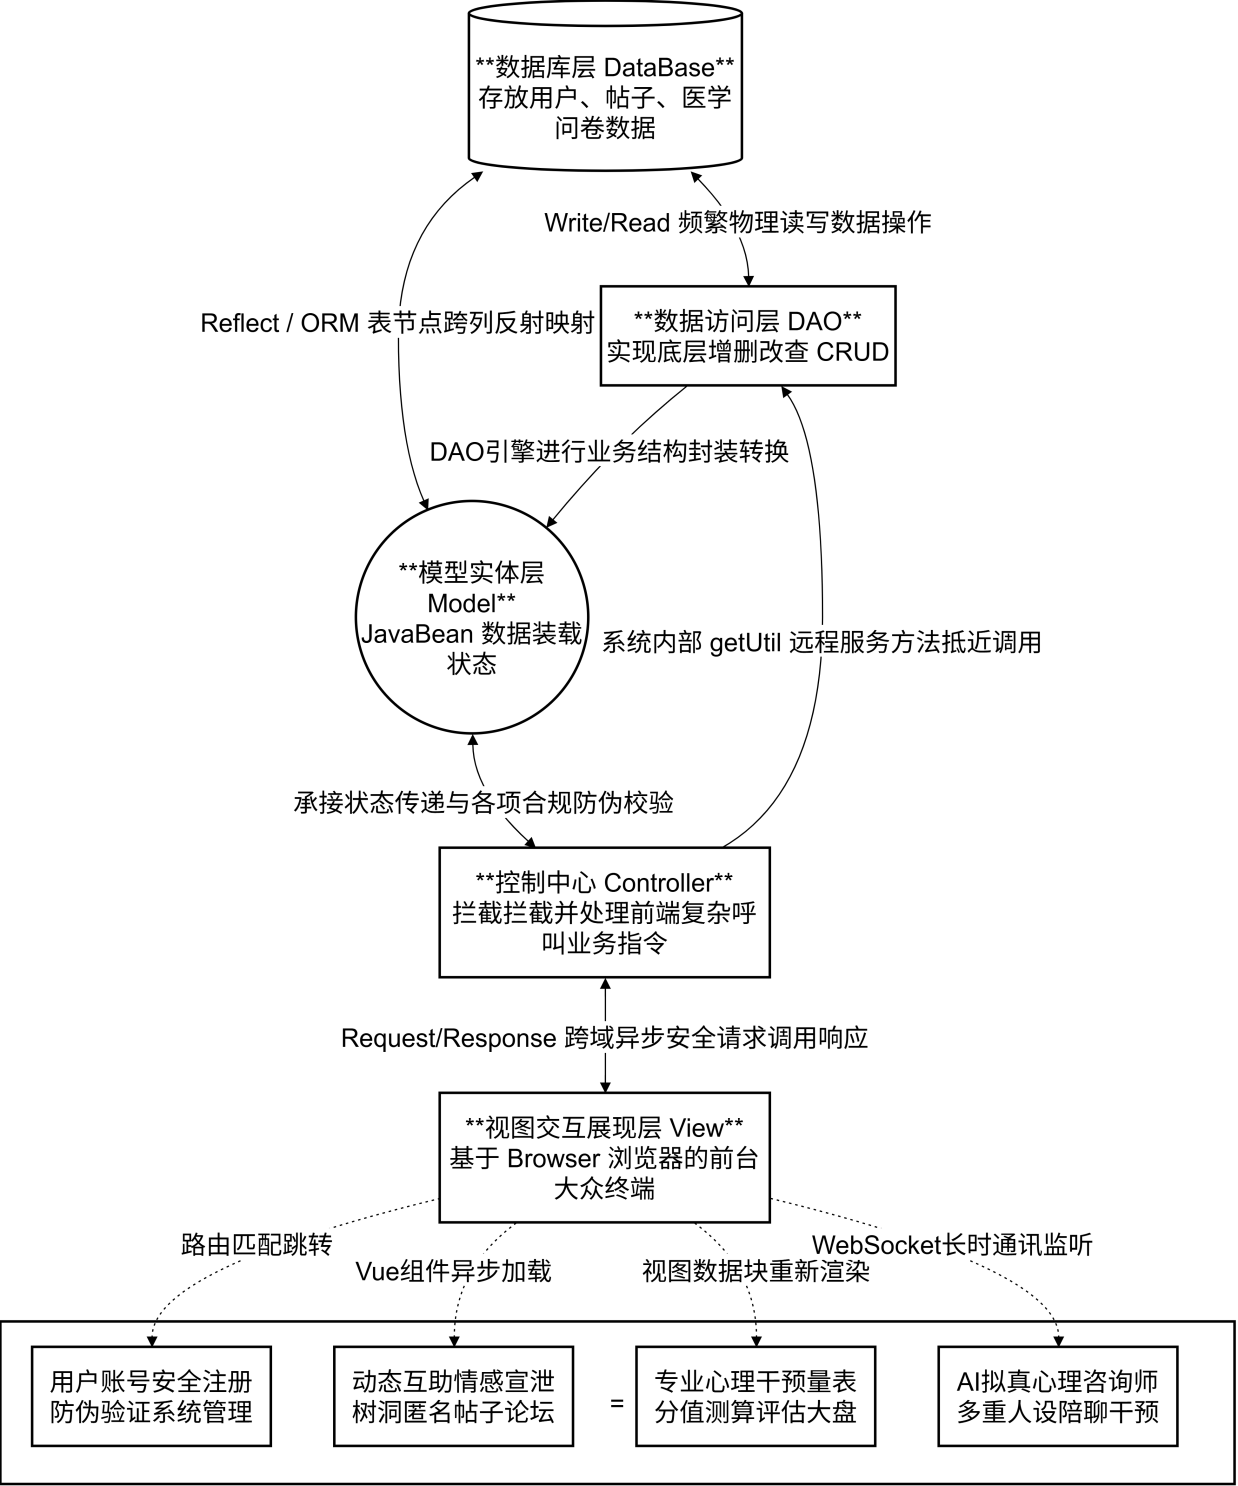 **数据库层 DataBase**
存放用户、帖子、医学
问卷数据
Write/Read 频繁物理读写数据操作
Reflect / ORM 表节点跨列反射映射
**数据访问层 DAO**
实现底层增删改查 CRUD
DAO引擎进行业务结构封装转换
**模型实体层
Model**
JavaBean 数据装载
状态
系统内部 getUtil 远程服务方法抵近调用
承接状态传递与各项合规防伪校验
**控制中心 Controller**
拦截拦截并处理前端复杂呼
叫业务指令
Request/Response 跨域异步安全请求调用响应
**视图交互展现层 View**
基于 Browser 浏览器的前台
大众终端
路由匹配跳转
Vue组件异步加载
视图数据块重新渲染
WebSocket长时通讯监听
用户账号安全注册
防伪验证系统管理
动态互助情感宣泄
树洞匿名帖子论坛
=
专业心理干预量表
分值测算评估大盘
AI拟真心理咨询师
多重人设陪聊干预